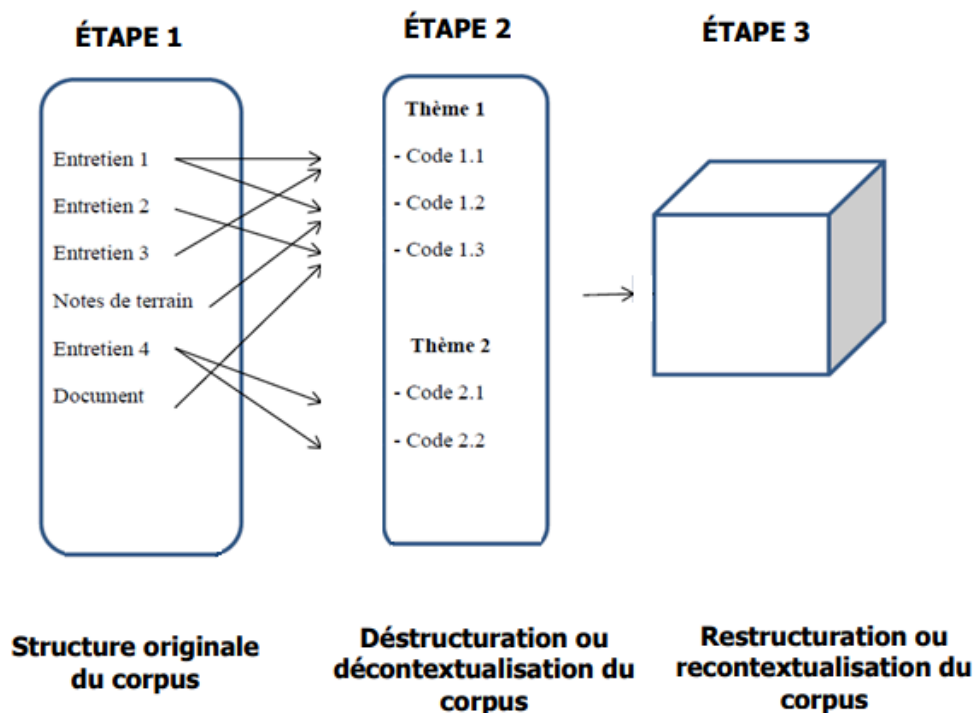 ÉTAPE 1
ÉTAPE 2
ÉTAPE 3
Entretien 1
Entretien 2
Entretien 3
Notes de terrain
Entretien 4
Document
Thème 1
- Code 1.1
- Code 1.2
- Code 1.3
Thème 2
- Code 2.1
- Code 2.2
Structure originale
du corpus
Déstructuration ou
décontextualisation du
corpus
Restructuration ou
recontextualisation du
corpus